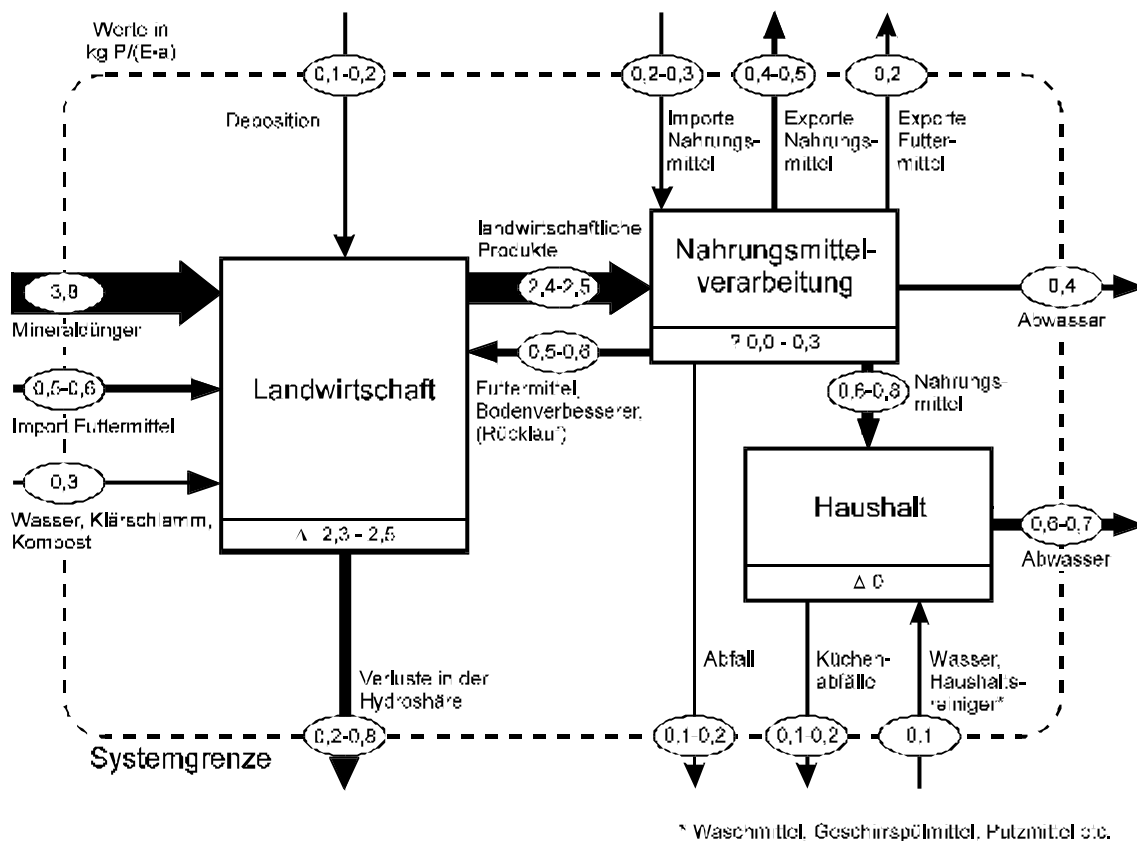 Werte in
kg P/(E·a)
0,1-0,2
0,2-0,3
0,4-0,5
0,2
Deposition
Importe
Nahrungs-
mittel
Exporte
Nahrungs-
mittel
Exporte
Futter-
mittel
landwirtschaftliche
Produkte
2,4-2,5
Nahrungsmittel-
verarbeitung
? 0,0 - 0,3
0,4
Abwasser
Mineraldünger
0,5-0,6
Import Futtermittel
0,3
Wasser, Klärschlamm,
Kompost
Landwirtschaft
Δ 2,3 - 2,5
0,5-0,6
Futtermittel,
Bodenverbesserer,
(Rücklauf)
0,6-0,8
Nahrungs-
mittel
Haushalt
Δ 0
0,6-0,7
Abwasser
Verluste in der
Hydroshäre
0,2-0,8
Abfall
0,1-0,2
Küchen-
abfälle
0,1-0,2
Wasser,
Haushalts-
reiniger*
0,1
Systemgrenze
* Waschmittel, Geschirrspülmittel, Putzmittel etc.